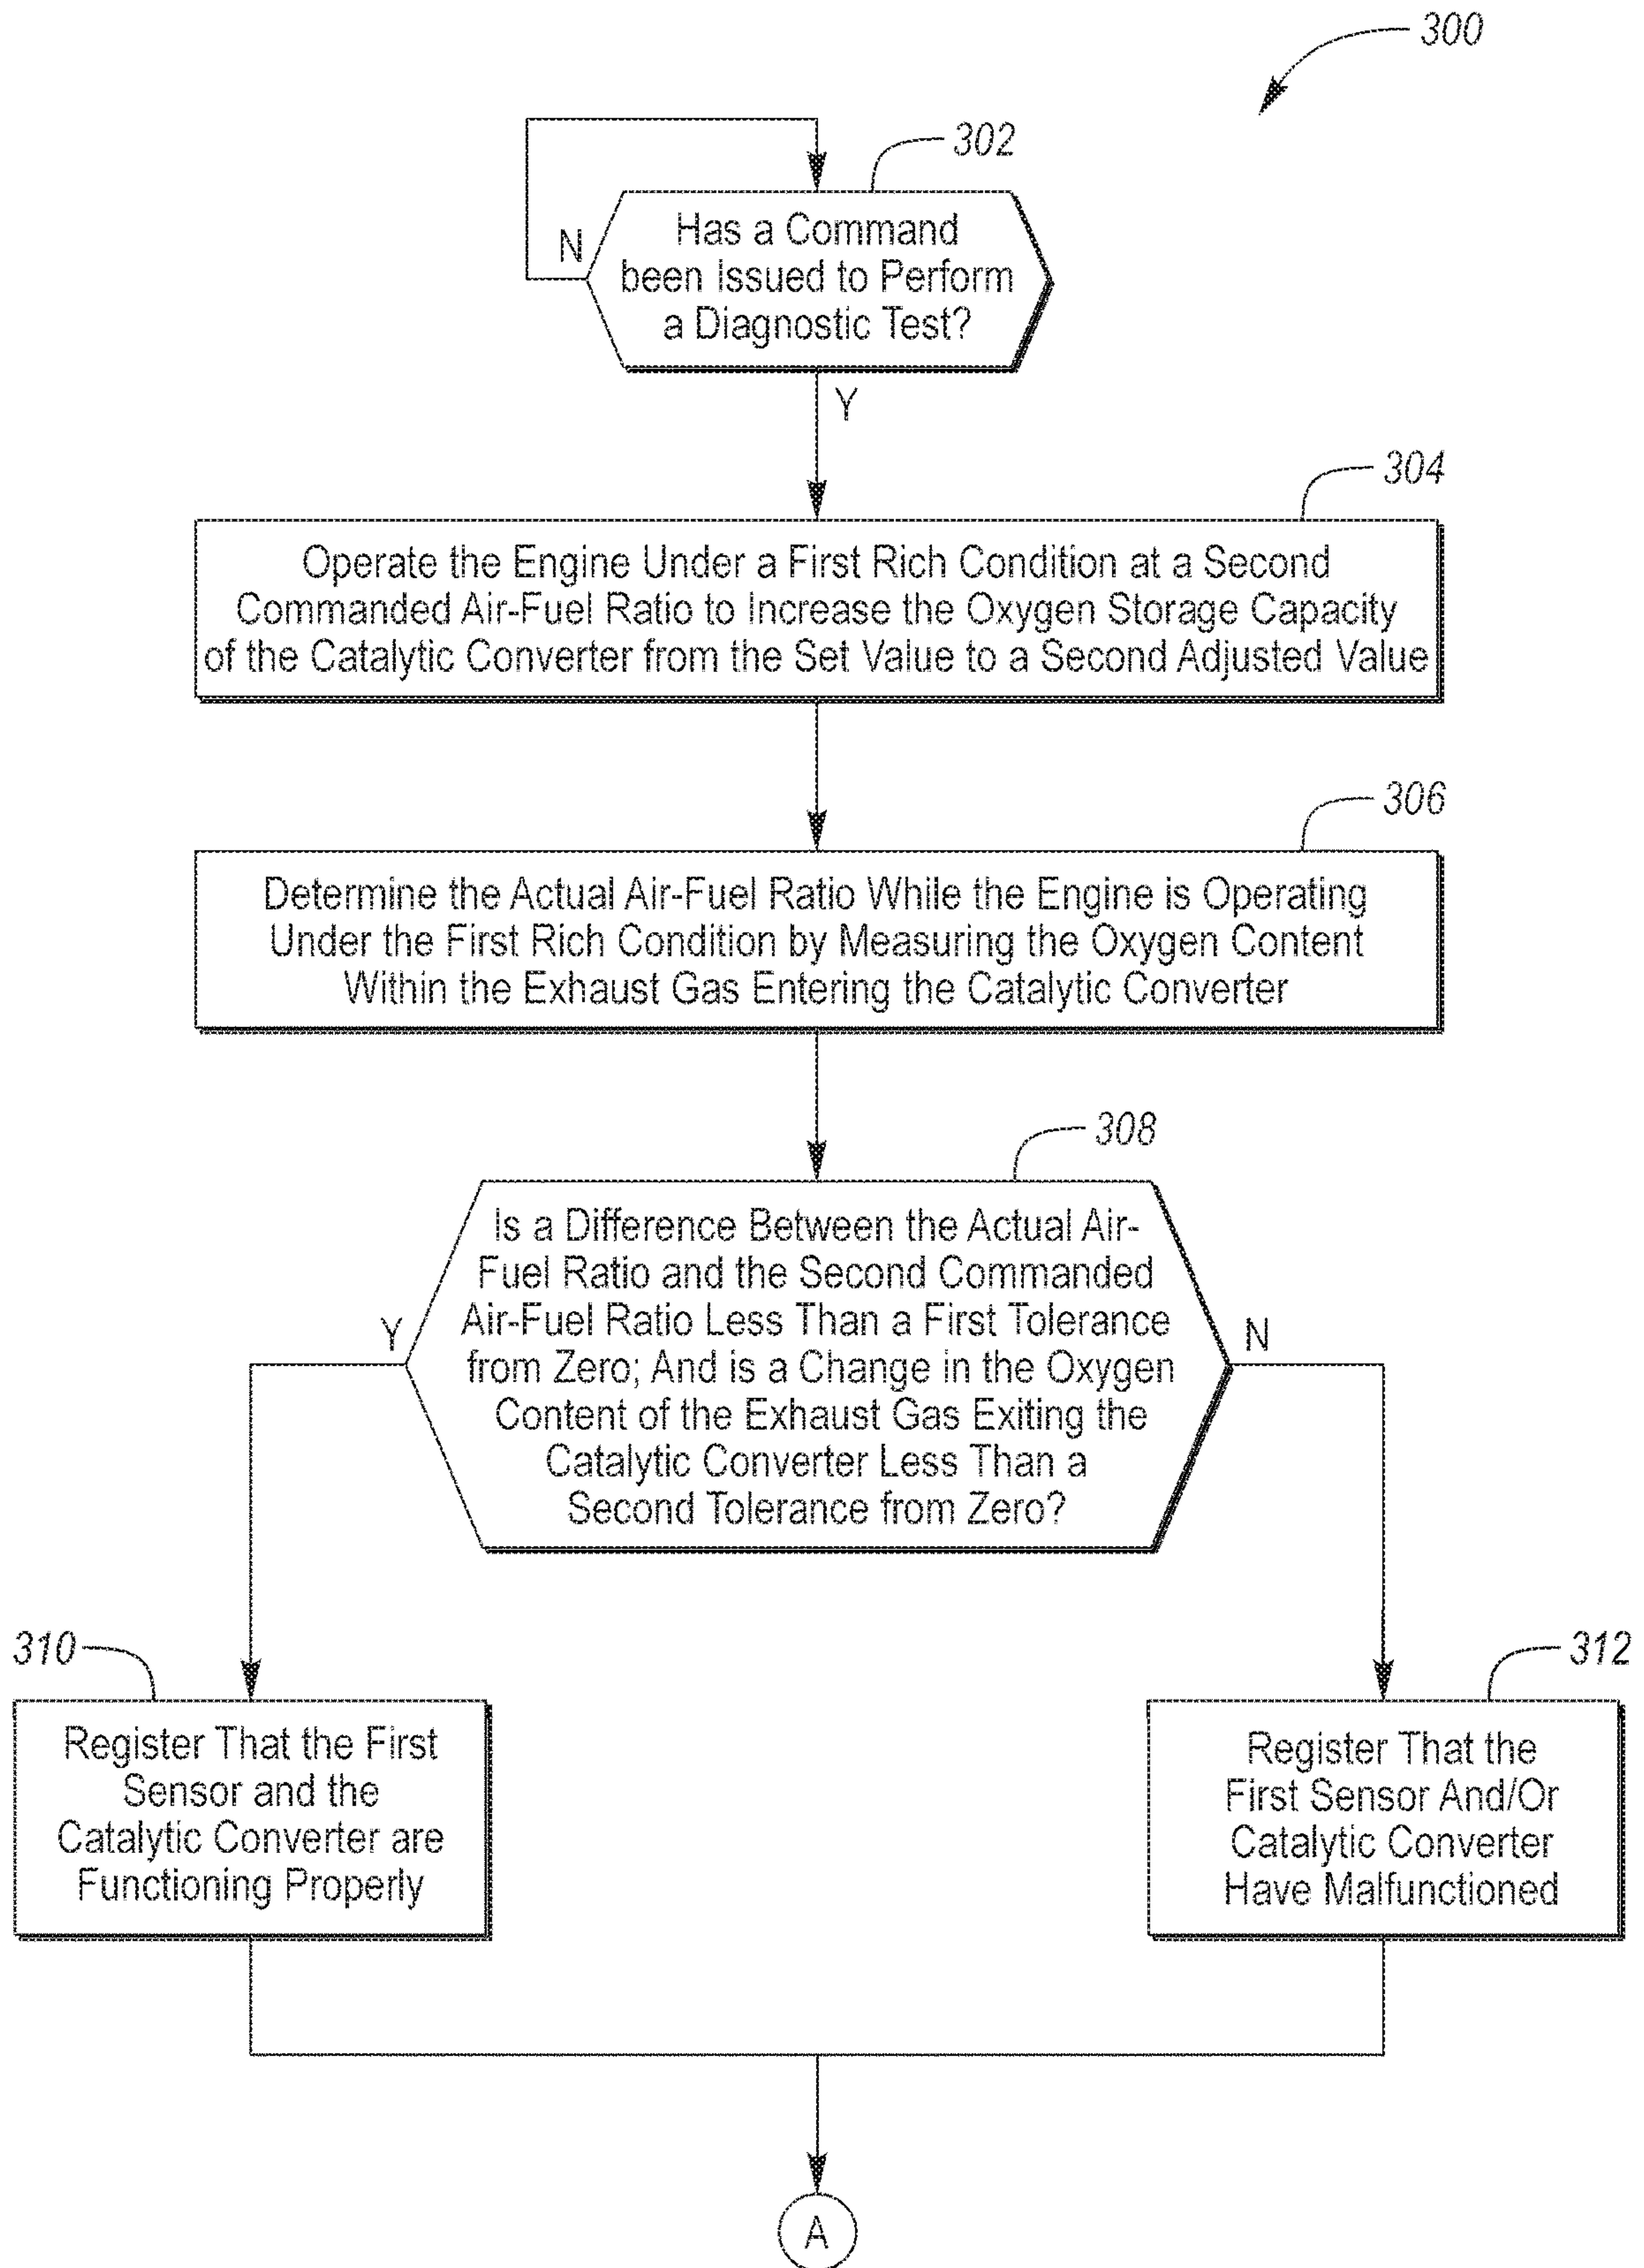 300
302
Has a Command
been Issued to Perform
a Diagnostic Test?
N
Y
304
Operate the Engine Under a First Rich Condition at a Second
Commanded Air-Fuel Ratio to Increase the Oxygen Storage Capacity
of the Catalytic Converter from the Set Value to a Second Adjusted Value
306
Determine the Actual Air-Fuel Ratio While the Engine is Operating
Under the First Rich Condition by Measuring the Oxygen Content
Within the Exhaust Gas Entering the Catalytic Converter
308
Is a Difference Between the Actual Air-
Fuel Ratio and the Second Commanded
Air-Fuel Ratio Less Than a First Tolerance
from Zero; And is a Change in the Oxygen
Content of the Exhaust Gas Exiting the
Catalytic Converter Less Than a
Second Tolerance from Zero?
Y
N
310
Register That the First
Sensor and the
Catalytic Converter are
Functioning Properly
312
Register That the
First Sensor And/Or
Catalytic Converter
Have Malfunctioned
A